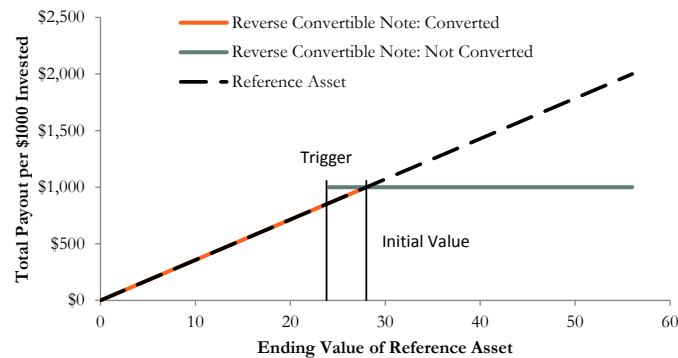 $2,500
$2,000
$1,500
$1,000
$500
$0
Total Payout per $1000 Invested
Reverse Convertible Note: Converted
Reverse Convertible Note: Not Converted
Reference Asset
Trigger
Initial Value
0 10 20 30 40 50 60
Ending Value of Reference Asset